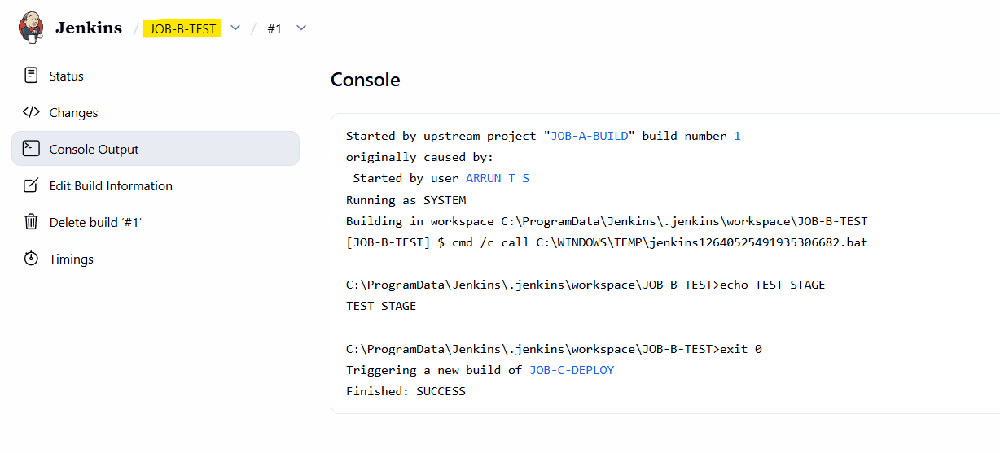 Jenkins / JOB-B-TEST / #1
Status
Changes
Console Output
Edit Build Information
Delete build ‘#1’
Timings
Console
Started by upstream project "JOB-A-BUILD" build number 1
originally caused by:
 Started by user ARRUN T S
Running as SYSTEM
Building in workspace C:\ProgramData\Jenkins\.jenkins\workspace\JOB-B-TEST
[JOB-B-TEST] $ cmd /c call C:\WINDOWS\TEMP\jenkins12640525491935306682.bat
C:\ProgramData\Jenkins\.jenkins\workspace\JOB-B-TEST>echo TEST STAGE
TEST STAGE
C:\ProgramData\Jenkins\.jenkins\workspace\JOB-B-TEST>exit 0
Triggering a new build of JOB-C-DEPLOY
Finished: SUCCESS